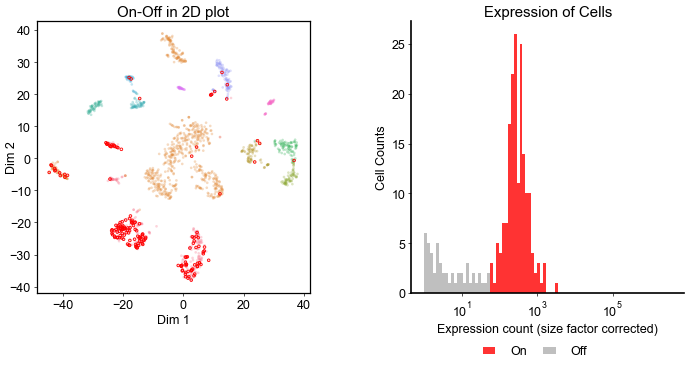 On-Off in 2D plot
40
30
20
10
0
−10
−20
−30
−40
Dim 2
−40 −20 0 20 40
Dim 1
Expression of Cells
25
20
15
10
5
0
Cell Counts
10^1 10^3 10^5
Expression count (size factor corrected)
On Off